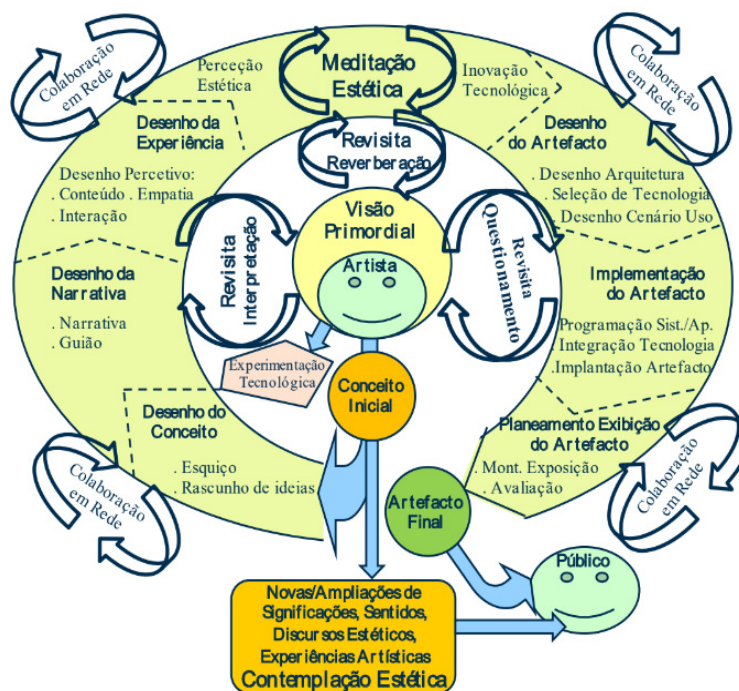 Colaboração
em Rede
Perceção
Estética
Meditação
Estética
Inovação
Tecnológica
Colaboração
em Rede
Desenho da
Experiência
Desenho Percetivo:
. Conteúdo . Empatia
. Interação
Revisita
Reverberação
Desenho
do Artefacto
. Desenho Arquitetura
. Seleção de Tecnologia
. Desenho Cenário Uso
Visão
Primordial
Artista
Revisita
Interpretação
Revisita
Questionamento
Desenho da
Narrativa
. Narrativa
. Guião
Implementação
do Artefacto
Programação Sist./Ap.
Integração Tecnologia
.Implantação Artefacto
Experimentação
Tecnológica
Conceito
Inicial
Desenho do
Conceito
. Esquiço
. Rascunho de ideias
Planeamento Exibição
do Artefacto
. Mont. Exposição
. Avaliação
Colaboração
em Rede
Colaboração
em Rede
Artefacto
Final
Público
Novas/Ampliações de
Significações, Sentidos,
Discursos Estéticos,
Experiências Artísticas
Contemplação Estética